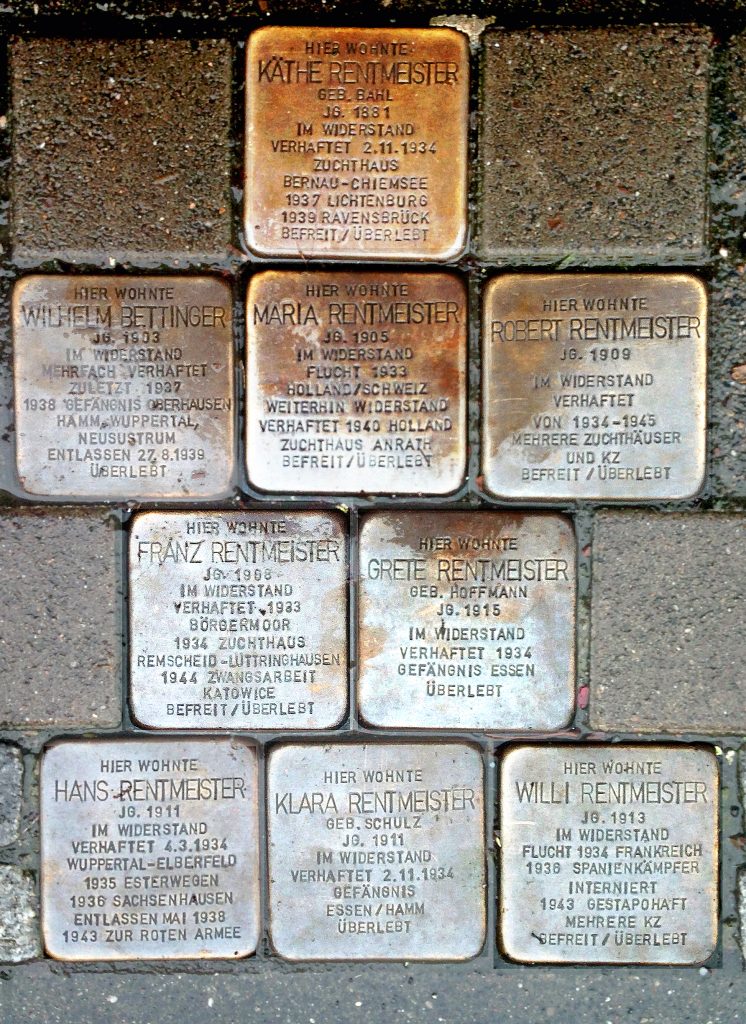 HIER WOHNTE
KÄTHE RENTMEISTER
GEB. BAHL
JG. 1881
IM WIDERSTAND
VERHAFTET 2.11.1934
ZUCHTHAUS
BERNAU-CHIEMSEE
1937 LICHTENBURG
1939 RAVENSBRÜCK
BEFREIT/ÜBERLEBT
HIER WOHNTE
WILHELM BETTINGER
JG. 1903
IM WIDERSTAND
MEHRFACH VERHAFTET
ZULETZT 1937
1938 GEFÄNGNIS OBERHAUSEN
HAMM, WUPPERTAL,
NEUSUSTRUM
ENTLASSEN 27.8.1939
ÜBERLEBT
HIER WOHNTE
MARIA RENTMEISTER
JG. 1905
IM WIDERSTAND
FLUCHT 1933
HOLLAND/SCHWEIZ
WEITERHIN WIDERSTAND
VERHAFTET 1940 HOLLAND
ZUCHTHAUS ANRATH
BEFREIT/ÜBERLEBT
HIER WOHNTE
ROBERT RENTMEISTER
JG. 1909
IM WIDERSTAND
VERHAFTET
VON 1934-1945
MEHRERE ZUCHTHÄUSER
UND KZ
BEFREIT/ÜBERLEBT
HIER WOHNTE
FRANZ RENTMEISTER
JG. 1908
IM WIDERSTAND
VERHAFTET 1933
BÖRGERMOOR
1934 ZUCHTHAUS
REMSCHEID-LÜTTRINGHAUSEN
1944 ZWANGSARBEIT
KATOWICE
BEFREIT/ÜBERLEBT
HIER WOHNTE
GRETE RENTMEISTER
GEB. HOFFMANN
JG. 1915
IM WIDERSTAND
VERHAFTET 1934
GEFÄNGNIS ESSEN
ÜBERLEBT
HIER WOHNTE
HANS RENTMEISTER
JG. 1911
IM WIDERSTAND
VERHAFTET 4.3.1934
WUPPERTAL-ELBERFELD
1935 ESTERWEGEN
1936 SACHSENHAUSEN
ENTLASSEN MAI 1938
1943 ZUR ROTEN ARMEE
HIER WOHNTE
KLARA RENTMEISTER
GEB. SCHULZ
JG. 1911
IM WIDERSTAND
VERHAFTET 2.11.1934
GEFÄNGNIS
ESSEN/HAMM
ÜBERLEBT
HIER WOHNTE
WILLI RENTMEISTER
JG. 1913
IM WIDERSTAND
FLUCHT 1934 FRANKREICH
1936 SPANIENKÄMPFER
INTERNIERT
1943 GESTAPOHAFT
MEHRERE KZ
BEFREIT/ÜBERLEBT